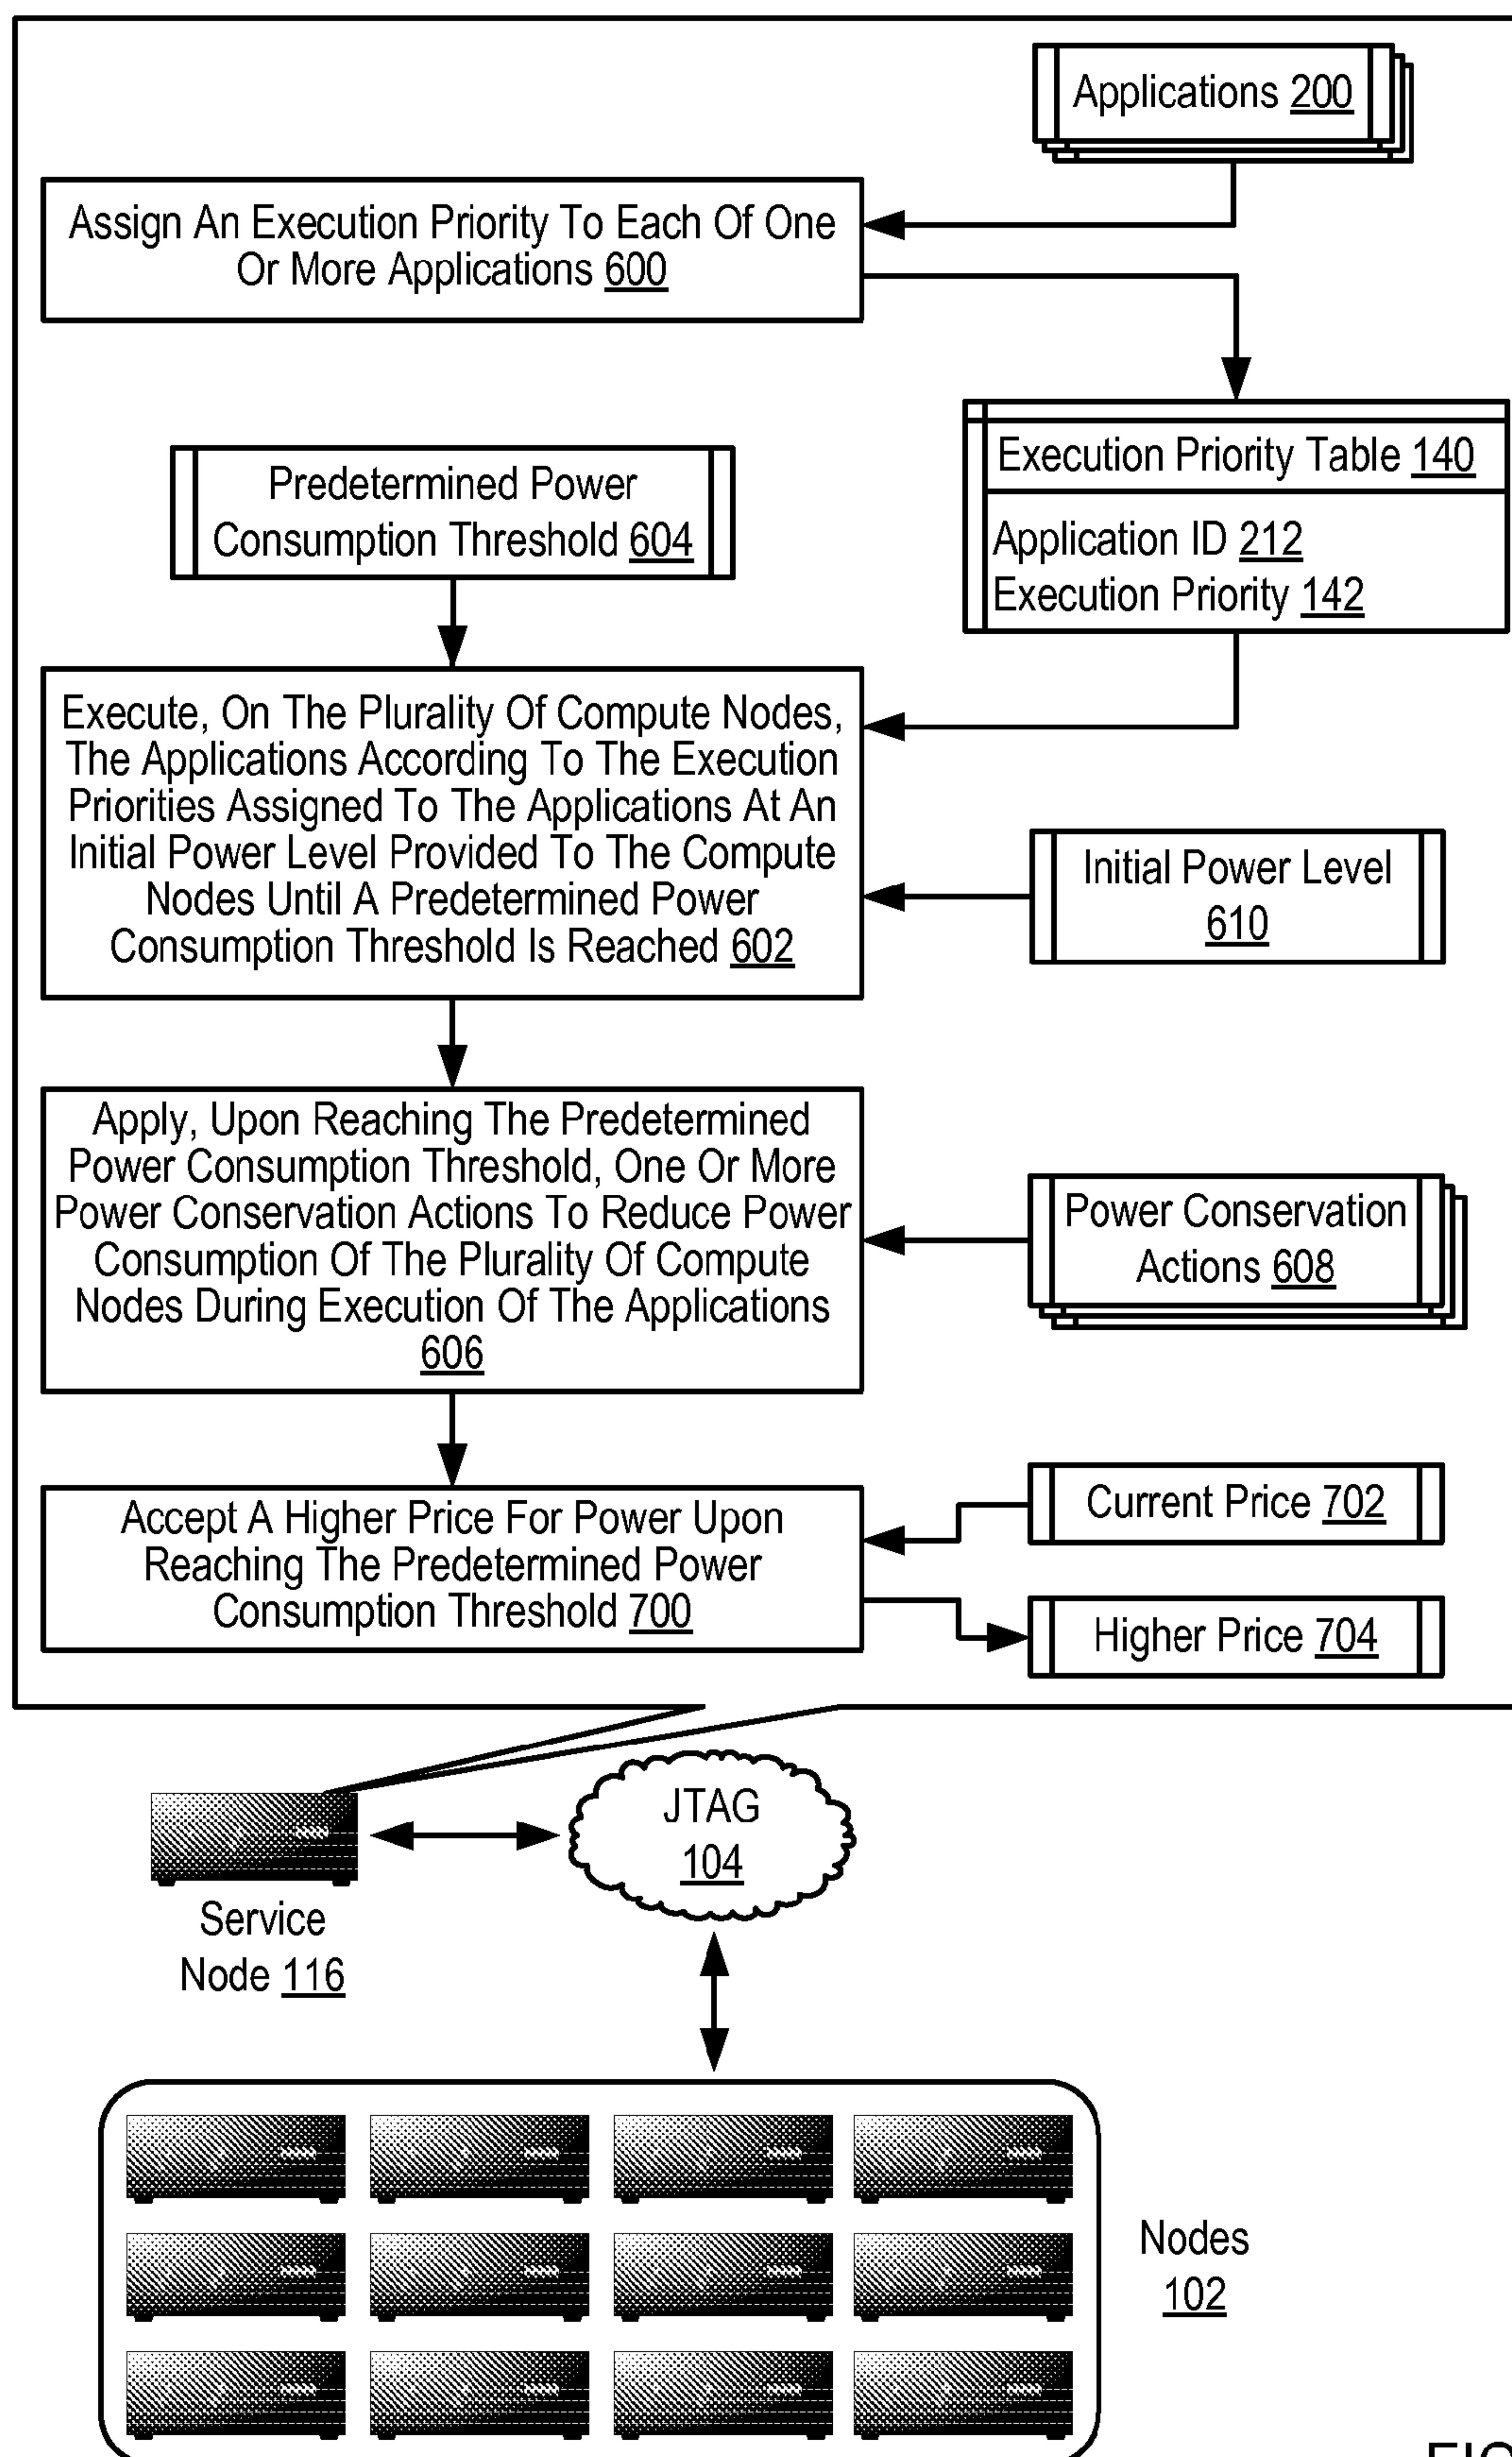 Applications 200
Assign An Execution Priority To Each Of One
Or More Applications 600
Execution Priority Table 140
Application ID 212
Execution Priority 142
Predetermined Power
Consumption Threshold 604
Execute, On The Plurality Of Compute Nodes,
The Applications According To The Execution
Priorities Assigned To The Applications At An
Initial Power Level Provided To The Compute
Nodes Until A Predetermined Power
Consumption Threshold Is Reached 602
Initial Power Level
610
Apply, Upon Reaching The Predetermined
Power Consumption Threshold, One Or More
Power Conservation Actions To Reduce Power
Consumption Of The Plurality Of Compute
Nodes During Execution Of The Applications
606
Power Conservation
Actions 608
Accept A Higher Price For Power Upon
Reaching The Predetermined Power
Consumption Threshold 700
Current Price 702
Higher Price 704
JTAG
104
Service
Node 116
Nodes
102